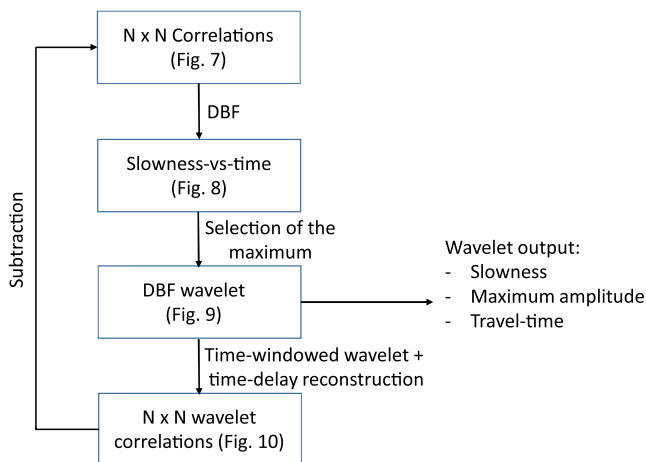 N x N Correlations
(Fig. 7)
DBF
Slowness-vs-time
(Fig. 8)
Selection of the
maximum
DBF wavelet
(Fig. 9)
Wavelet output:
- Slowness
- Maximum amplitude
- Travel-time
Time-windowed wavelet +
time-delay reconstruction
N x N wavelet
correlations (Fig. 10)
Subtraction